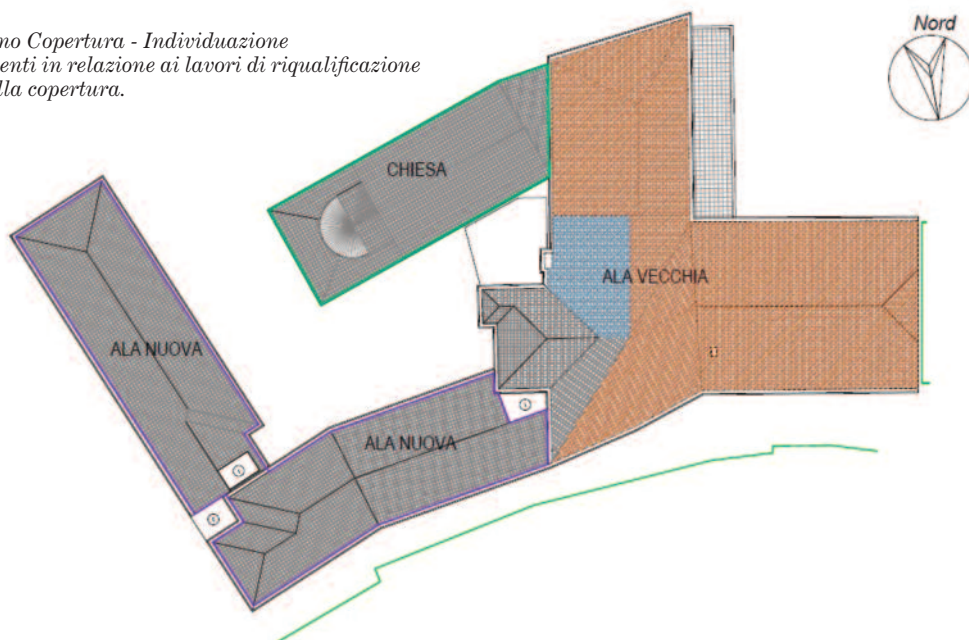 no Copertura - Individuazione
enti in relazione ai lavori di riqualificazione
lla copertura.
Nord
CHIESA
ALA VECCHIA
ALA NUOVA
ALA NUOVA